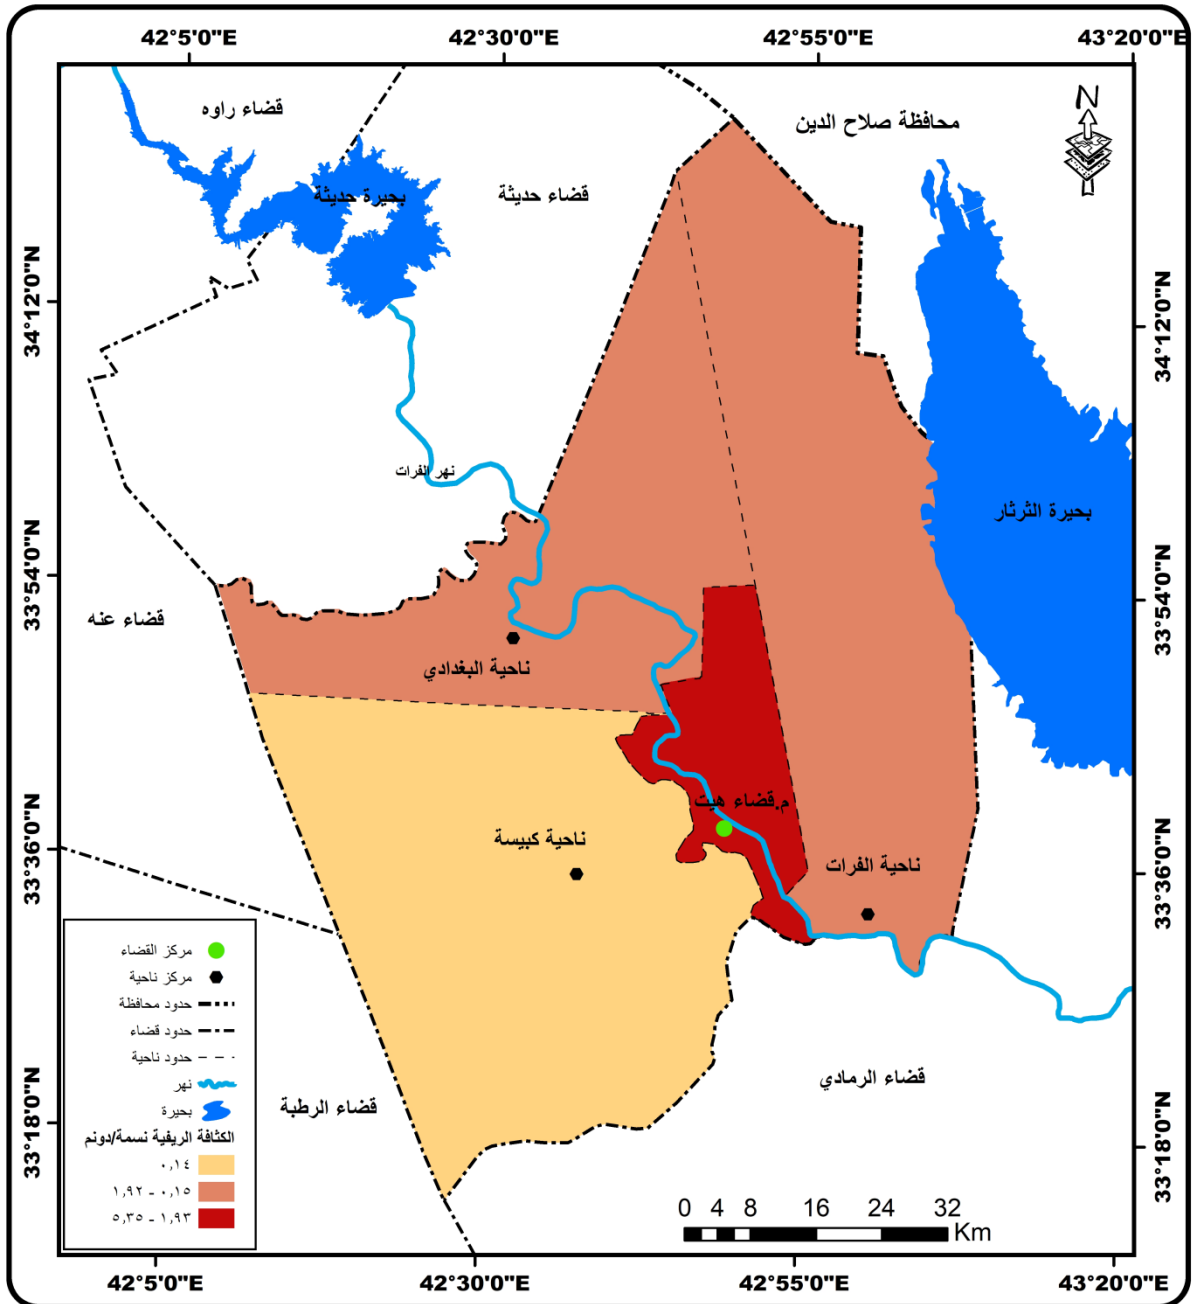 42°5'0"E
42°30'0"E
42°55'0"E
43°20'0"E
N
قضاء راوه
محافظة صلاح الدين
بحيرة حديثة
قضاء حديثة
34°12'0"N
34°12'0"N
نهر الفرات
بحيرة الثرثار
33°54'0"N
33°54'0"N
قضاء عنه
ناحية البغدادي
م.قضاء هيت
ناحية كبيسة
ناحية الفرات
33°36'0"N
33°36'0"N
قضاء الرمادي
قضاء الرطبة
33°18'0"N
33°18'0"N
مركز القضاء
مركز ناحية
حدود محافظة
حدود قضاء
حدود ناحية
نهر
بحيرة
الكثافة الريفية نسمة/دونم
٠,١٤
٠,١٥ - ١,٩٢
١,٩٣ - ٥,٣٥
0 4 8 16 24 32
Km
42°5'0"E
42°30'0"E
42°55'0"E
43°20'0"E